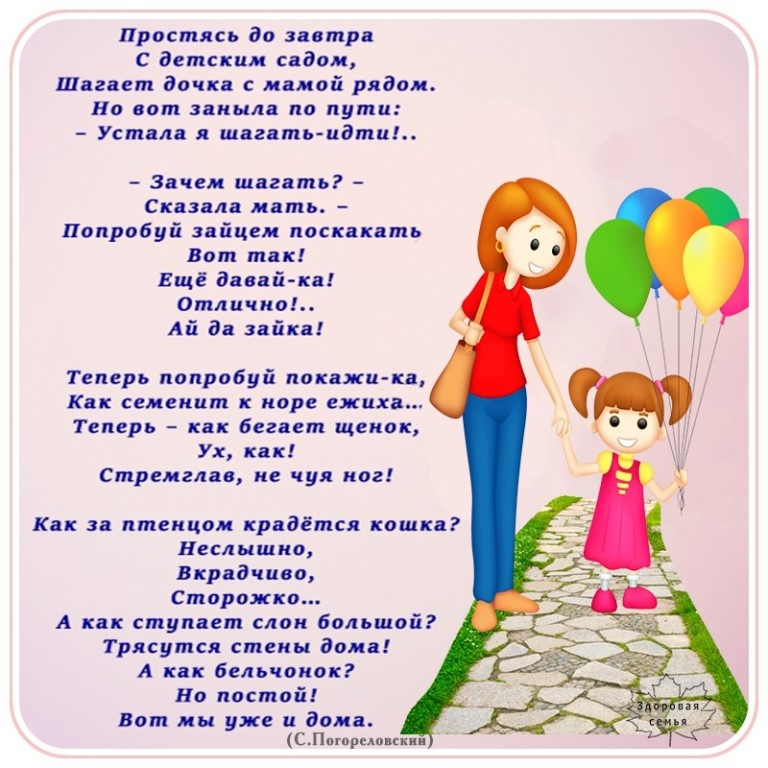 Простясь до завтра
С детским садом,
Шагает дочка с мамой рядом.
Но вот заныла по пути:
– Устала я шагать-идти!..
– Зачем шагать? –
Сказала мать. –
Попробуй зайцем поскакать
Вот так!
Ещё давай-ка!
Отлично!..
Ай да зайка!
Теперь попробуй покажи-ка,
Как семенит к норе ежиха...
Теперь – как бегает щенок,
Ух, как!
Стремглав, не чуя ног!
Как за птенцом крадётся кошка?
Неслышно,
Вкрадчиво,
Сторожко...
А как ступает слон большой?
Трясутся стены дома!
А как бельчонок?
Но постой!
Вот мы уже и дома.
(С.Погореловский)
Здоровая
семья